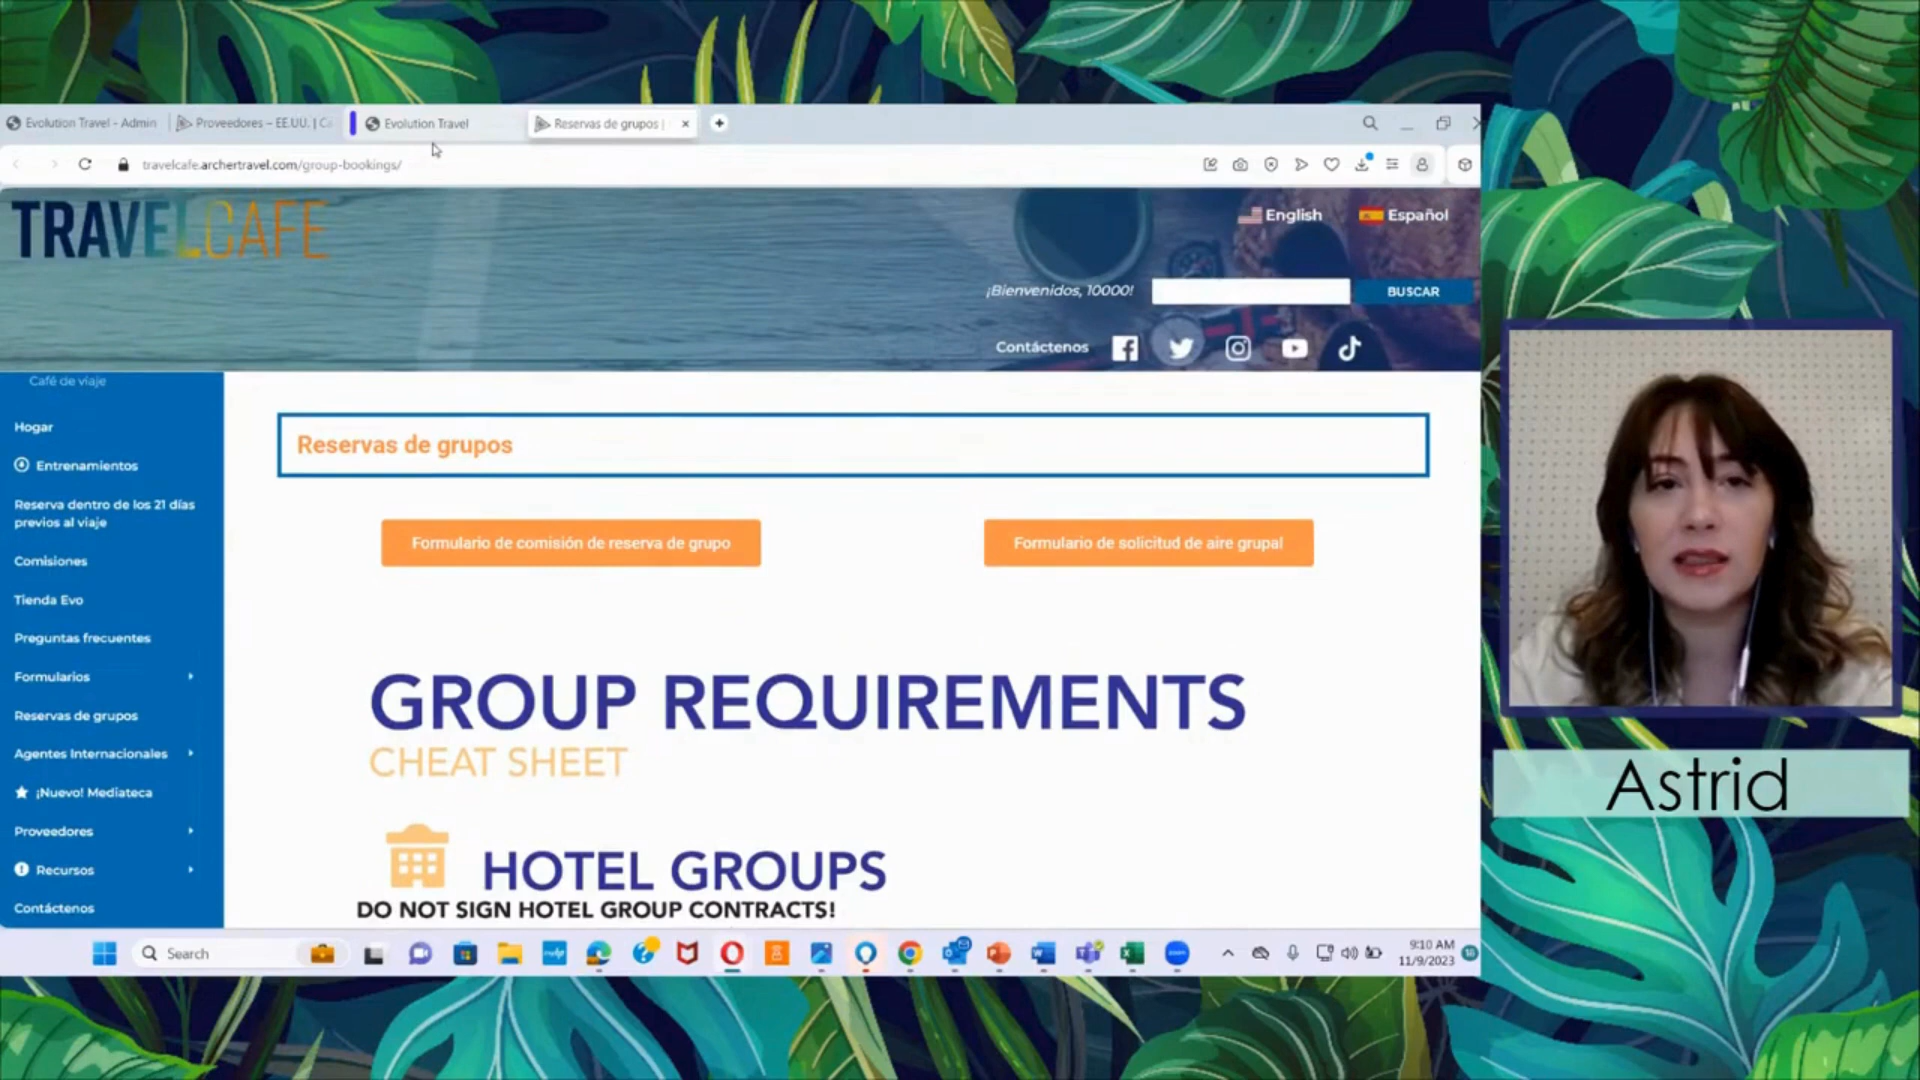 Evolution Travel - Admin
Proveedores – EE.UU. | C
Evolution Travel
Reservas de grupos |
travelcafe.archertravel.com/group-bookings/
TRAVELCAFE
English
Español
¡Bienvenidos, 10000!
BUSCAR
Contáctenos
Café de viaje
Hogar
Entrenamientos
Reserva dentro de los 21 días
previos al viaje
Comisiones
Tienda Evo
Preguntas frecuentes
Formularios
Reservas de grupos
Agentes Internacionales
¡Nuevo! Mediateca
Proveedores
Recursos
Contáctenos
Reservas de grupos
Formulario de comisión de reserva de grupo
Formulario de solicitud de aire grupal
GROUP REQUIREMENTS
CHEAT SHEET
HOTEL GROUPS
DO NOT SIGN HOTEL GROUP CONTRACTS!
Astrid
Search
9:10 AM
11/9/2023